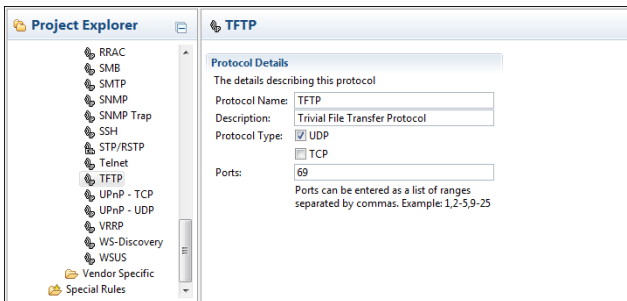 Project Explorer
RRAC
SMB
SMTP
SNMP
SNMP Trap
SSH
STP/RSTP
Telnet
TFTP
UPnP - TCP
UPnP - UDP
VRRP
WS-Discovery
WSUS
Vendor Specific
Special Rules
TFTP
Protocol Details
The details describing this protocol
Protocol Name: TFTP
Description: Trivial File Transfer Protocol
Protocol Type: UDP
TCP
Ports: 69
Ports can be entered as a list of ranges
separated by commas. Example: 1,2-5,9-25